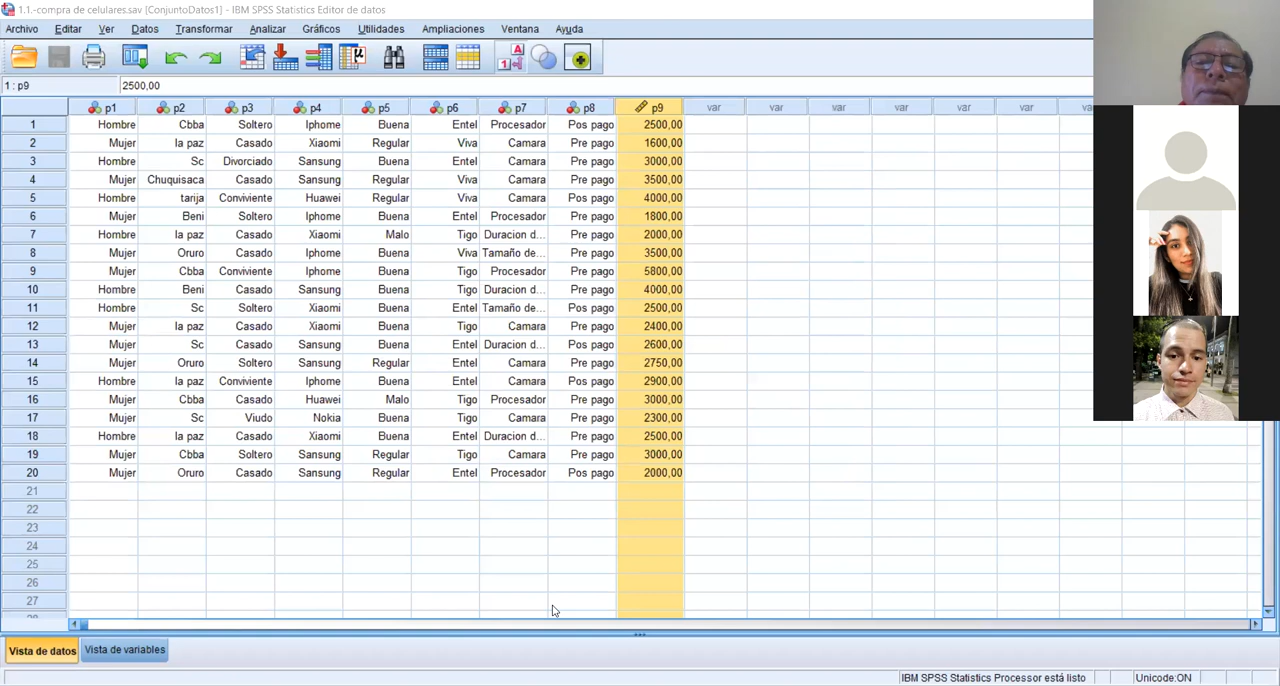 1.1.-compra de celulares.sav [ConjuntoDatos1] - IBM SPSS Statistics Editor de datos
Archivo Editar Ver Datos Transformar Analizar Gráficos Utilidades Ampliaciones Ventana Ayuda
1 : p9 2500,00
p1 p2 p3 p4 p5 p6 p7 p8 p9 var var var var var var var
1 Hombre Cbba Soltero Iphome Buena Entel Procesador Pos pago 2500,00
2 Mujer la paz Casado Xiaomi Regular Viva Camara Pre pago 1600,00
3 Hombre Sc Divorciado Sansung Buena Entel Camara Pre pago 3000,00
4 Mujer Chuquisaca Casado Sansung Regular Viva Camara Pre pago 3500,00
5 Hombre tarija Conviviente Huawei Regular Viva Camara Pos pago 4000,00
6 Mujer Beni Soltero Iphome Buena Entel Procesador Pre pago 1800,00
7 Hombre la paz Casado Xiaomi Malo Tigo Duracion d... Pre pago 2000,00
8 Mujer Oruro Casado Iphome Buena Viva Tamaño de... Pre pago 3500,00
9 Mujer Cbba Conviviente Iphome Buena Tigo Procesador Pre pago 5800,00
10 Hombre Beni Casado Sansung Buena Tigo Duracion d... Pre pago 4000,00
11 Hombre Sc Soltero Xiaomi Buena Entel Tamaño de... Pos pago 2500,00
12 Mujer la paz Casado Xiaomi Buena Tigo Camara Pre pago 2400,00
13 Mujer Sc Casado Sansung Buena Entel Duracion d... Pos pago 2600,00
14 Mujer Oruro Soltero Sansung Regular Tigo Camara Pre pago 2750,00
15 Hombre la paz Conviviente Iphome Buena Entel Camara Pos pago 2900,00
16 Mujer Cbba Casado Huawei Malo Tigo Procesador Pre pago 3000,00
17 Mujer Sc Viudo Nokia Buena Tigo Camara Pre pago 2300,00
18 Hombre la paz Casado Xiaomi Buena Entel Duracion d... Pre pago 2500,00
19 Mujer Cbba Soltero Sansung Regular Tigo Camara Pre pago 3000,00
20 Mujer Oruro Casado Sansung Regular Entel Procesador Pos pago 2000,00
21
22
23
24
25
26
27
Vista de datos Vista de variables
IBM SPSS Statistics Processor está listo Unicode:ON